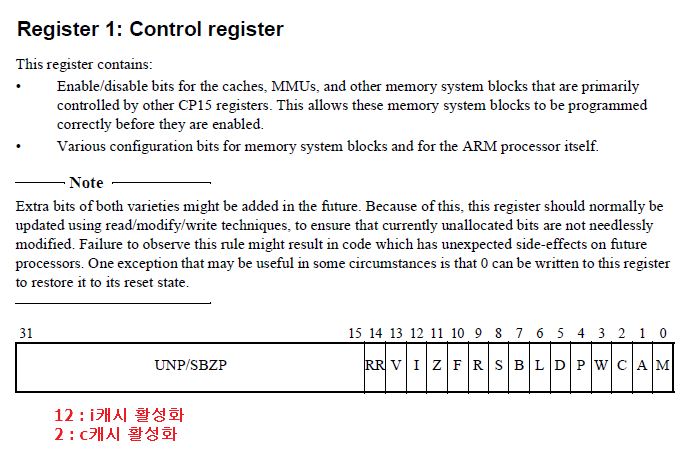 Register 1: Control register
This register contains:
• Enable/disable bits for the caches, MMUs, and other memory system blocks that are primarily
controlled by other CP15 registers. This allows these memory system blocks to be programmed
correctly before they are enabled.
• Various configuration bits for memory system blocks and for the ARM processor itself.
Note
Extra bits of both varieties might be added in the future. Because of this, this register should normally be
updated using read/modify/write techniques, to ensure that currently unallocated bits are not needlessly
modified. Failure to observe this rule might result in code which has unexpected side-effects on future
processors. One exception that may be useful in some circumstances is that 0 can be written to this register
to restore it to its reset state.
31 15 14 13 12 11 10 9 8 7 6 5 4 3 2 1 0
UNP/SBZP RR V I Z F R S B L D P W C A M
12 : i캐시 활성화
2 : c캐시 활성화